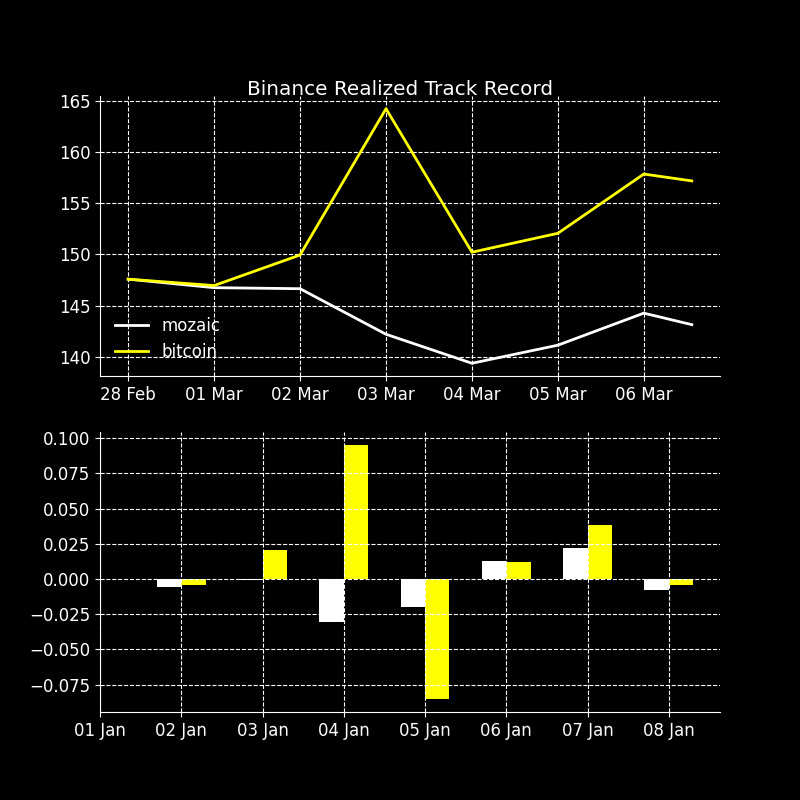 Binance Realized Track Record
165
160
155
150
145
140
mozaic
bitcoin
28 Feb 01 Mar 02 Mar 03 Mar 04 Mar 05 Mar 06 Mar
0.100
0.075
0.050
0.025
0.000
−0.025
−0.050
−0.075
01 Jan 02 Jan 03 Jan 04 Jan 05 Jan 06 Jan 07 Jan 08 Jan